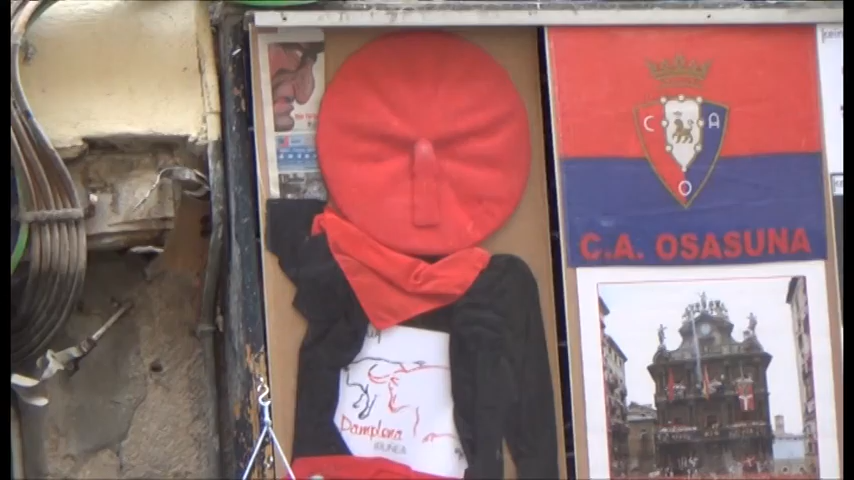 C A
O
C.A. OSASUNA
Pamplona
IRUÑEA